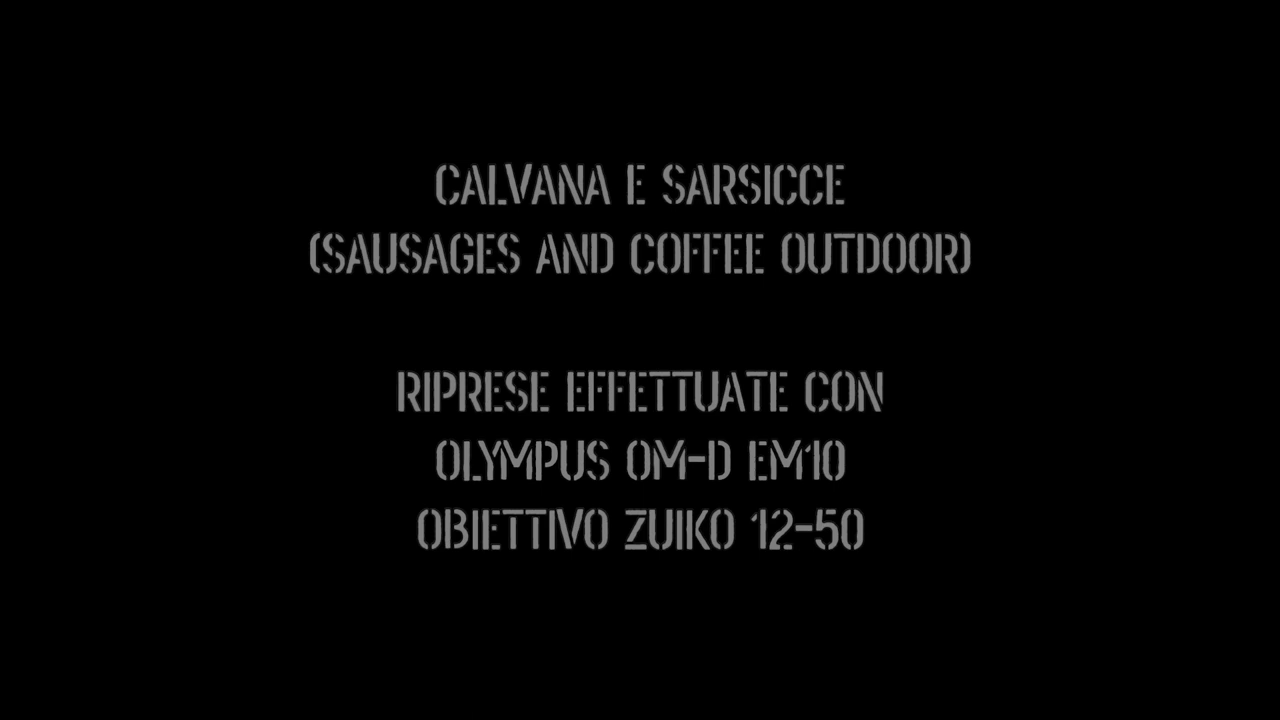 CALVANA E SARSICCE
(SAUSAGES AND COFFEE OUTDOOR)
RIPRESE EFFETTUATE CON
OLYMPUS OM-D EM10
OBIETTIVO ZUIKO 12-50